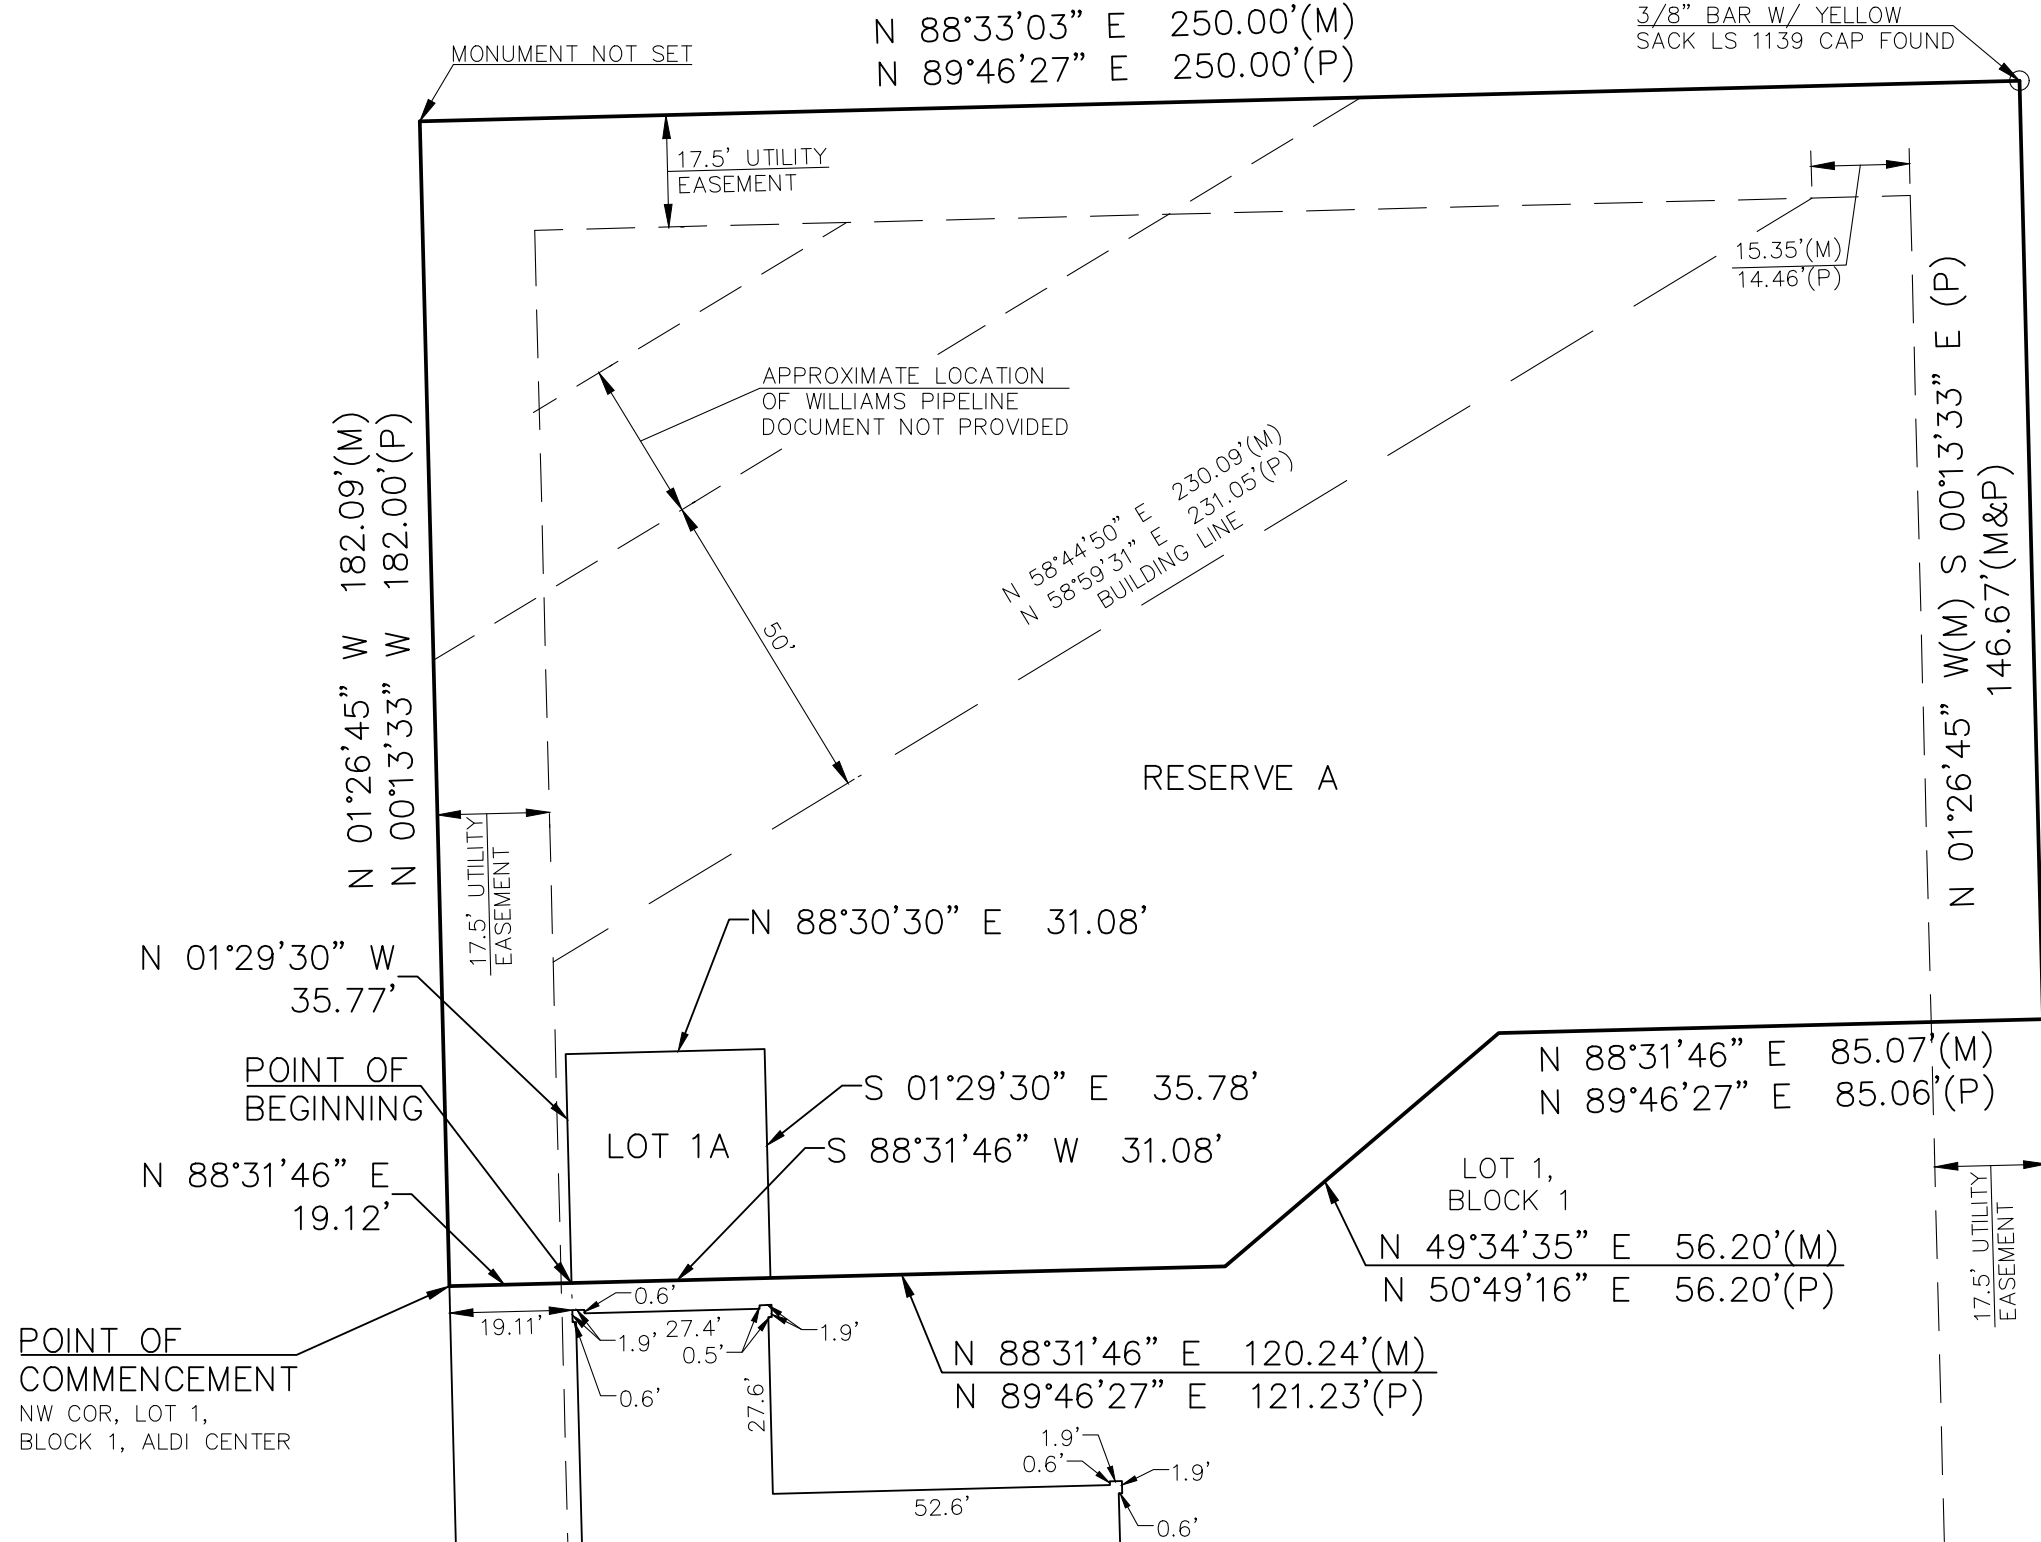 N 88°33'03" E 250.00'(M)
N 89°46'27" E 250.00'(P)
3/8" BAR W/ YELLOW
SACK LS 1139 CAP FOUND
MONUMENT NOT SET
17.5' UTILITY
EASEMENT
15.35'(M)
14.46'(P)
APPROXIMATE LOCATION
OF WILLIAMS PIPELINE
DOCUMENT NOT PROVIDED
N 58°44'50" E 230.09'(M)
N 58°59'31" E 231.05'(P)
BUILDING LINE
50'
N 01°26'45" W 182.09'(M)
N 00°13'33" W 182.00'(P)
N 01°26'45" W(M) S 00°13'33" E (P)
146.67'(M&P)
RESERVE A
17.5' UTILITY
EASEMENT
N 88°30'30" E 31.08'
N 01°29'30" W
35.77'
POINT OF
BEGINNING
S 01°29'30" E 35.78'
LOT 1A
S 88°31'46" W 31.08'
N 88°31'46" E
19.12'
N 88°31'46" E 85.07'(M)
N 89°46'27" E 85.06'(P)
LOT 1,
BLOCK 1
N 49°34'35" E 56.20'(M)
N 50°49'16" E 56.20'(P)
17.5' UTILITY
EASEMENT
0.6'
19.11'
1.9'
27.4'
0.5'
1.9'
0.6'
27.6'
POINT OF
COMMENCEMENT
NW COR, LOT 1,
BLOCK 1, ALDI CENTER
N 88°31'46" E 120.24'(M)
N 89°46'27" E 121.23'(P)
1.9'
0.6'
1.9'
52.6'
0.6'